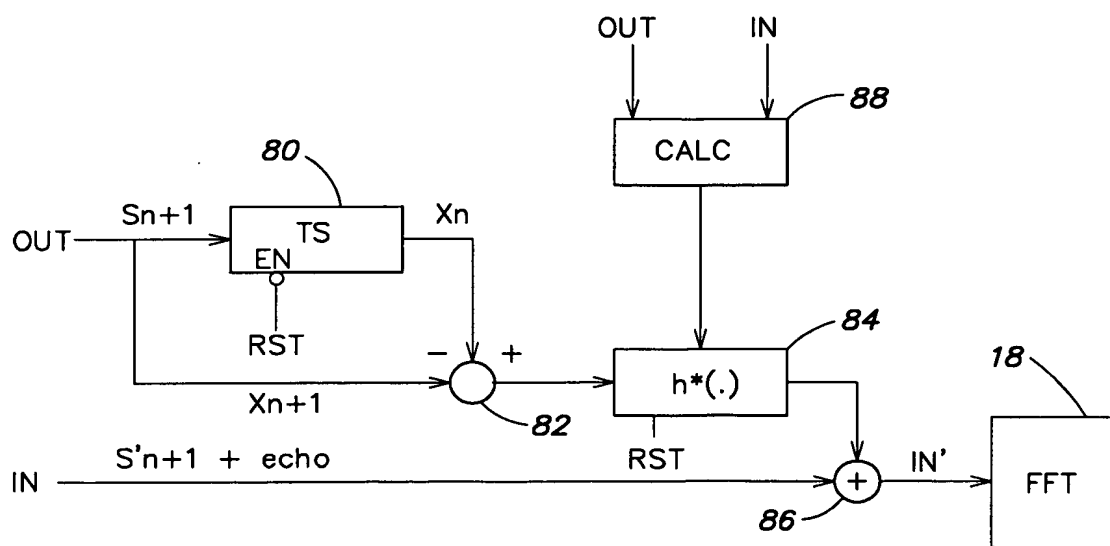 OUT IN
88
CALC
80
Sn+1
Xn
OUT
TS
EN
RST
84
- +
h*(.)
18
Xn+1
82
S'n+1 + echo
RST
IN
+
IN'
FFT
86